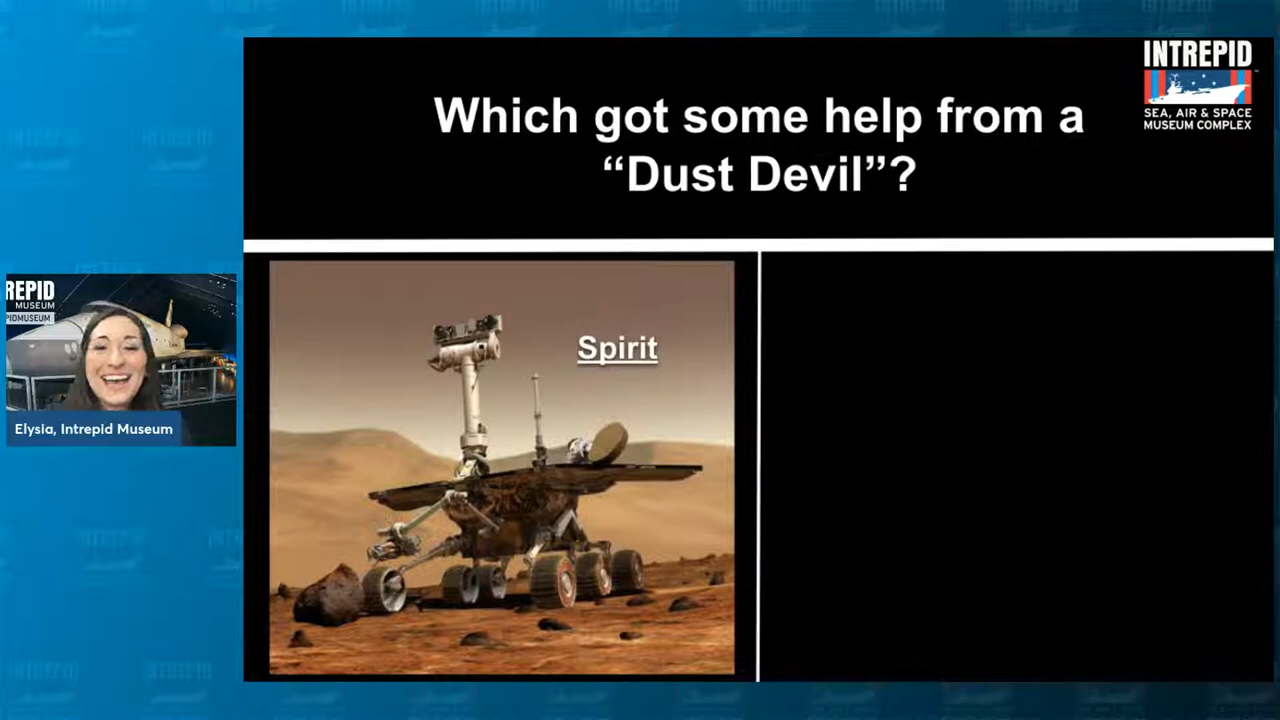 Which got some help from a
“Dust Devil”?
INTREPID
SEA, AIR & SPACE
MUSEUM COMPLEX
Spirit
REPID
MUSEUM
PIDMUSEUM
Elysia, Intrepid Museum